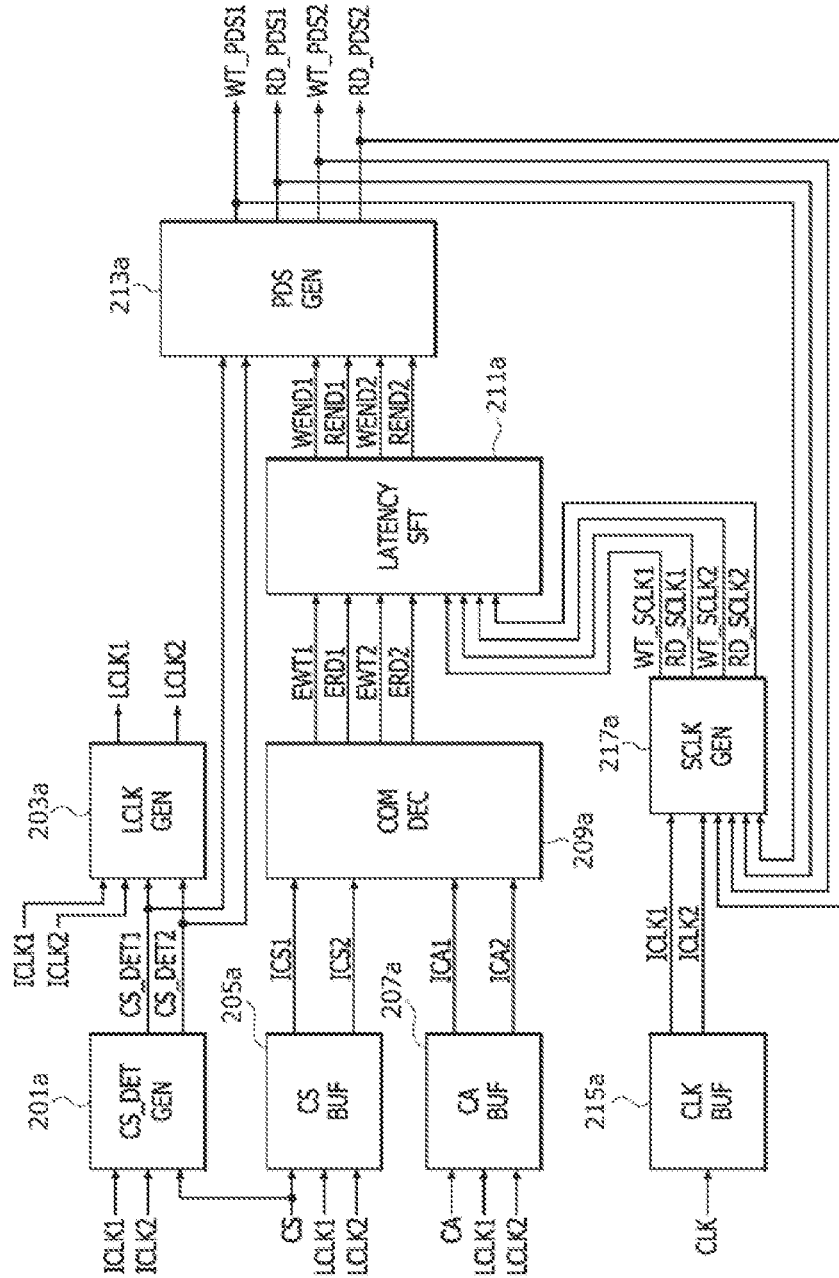 ICLK1
ICLK2
201a
CS_DET
GEN
CS_DET1
CS_DET2
ICLK1
ICLK2
203a
LCLK
GEN
LCLK1
LCLK2
213a
PDS
GEN
WT_PDS1
RD_PDS1
WT_PDS2
RD_PDS2
CS
LCLK1
LCLK2
205a
CS
BUF
ICS1
ICS2
CA
LCLK1
LCLK2
207a
CA
BUF
ICA1
ICA2
COM
DEC
209a
EWT1
ERD1
EWT2
ERD2
LATENCY
SFT
211a
WEND1
REND1
WEND2
REND2
CLK
215a
CLK
BUF
ICLK1
ICLK2
217a
SCLK
GEN
WT_SCLK1
RD_SCLK1
WT_SCLK2
RD_SCLK2